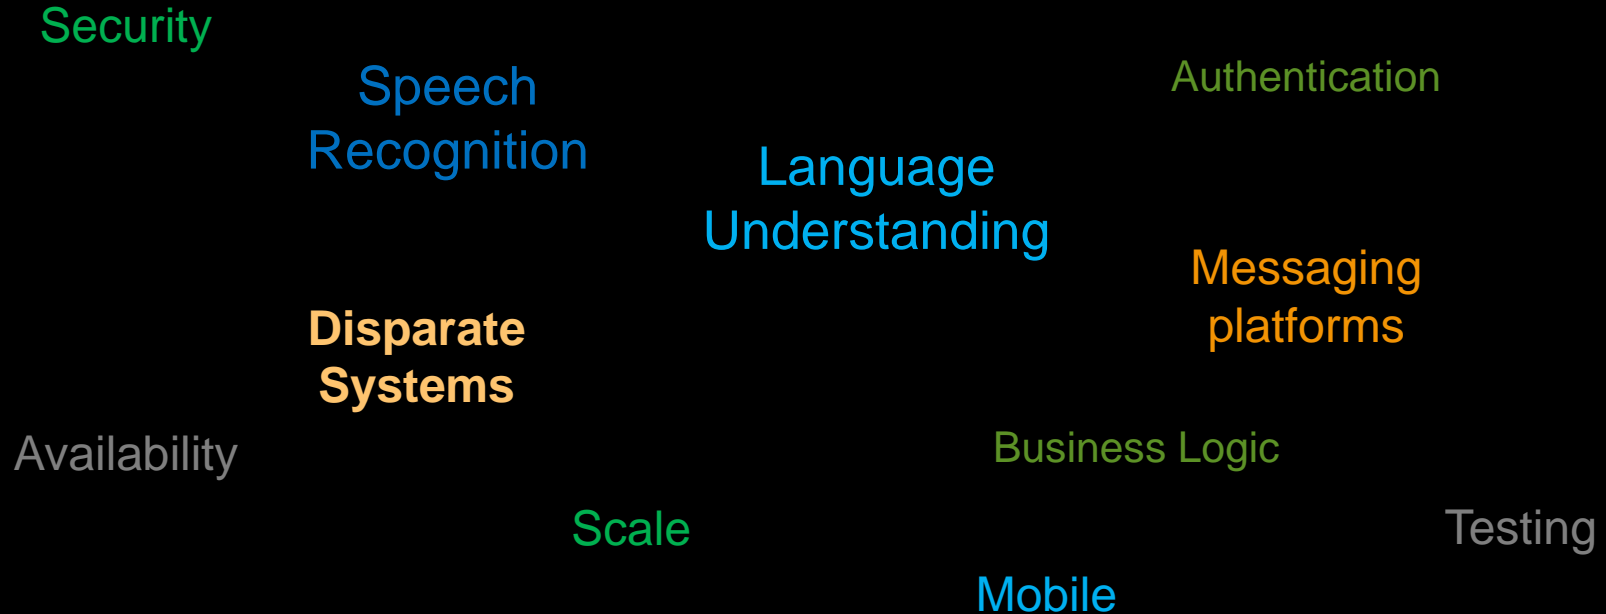 Security
Speech
Recognition
Authentication
Language
Understanding
Messaging
platforms
Disparate
Systems
Availability
Business Logic
Scale
Testing
Mobile